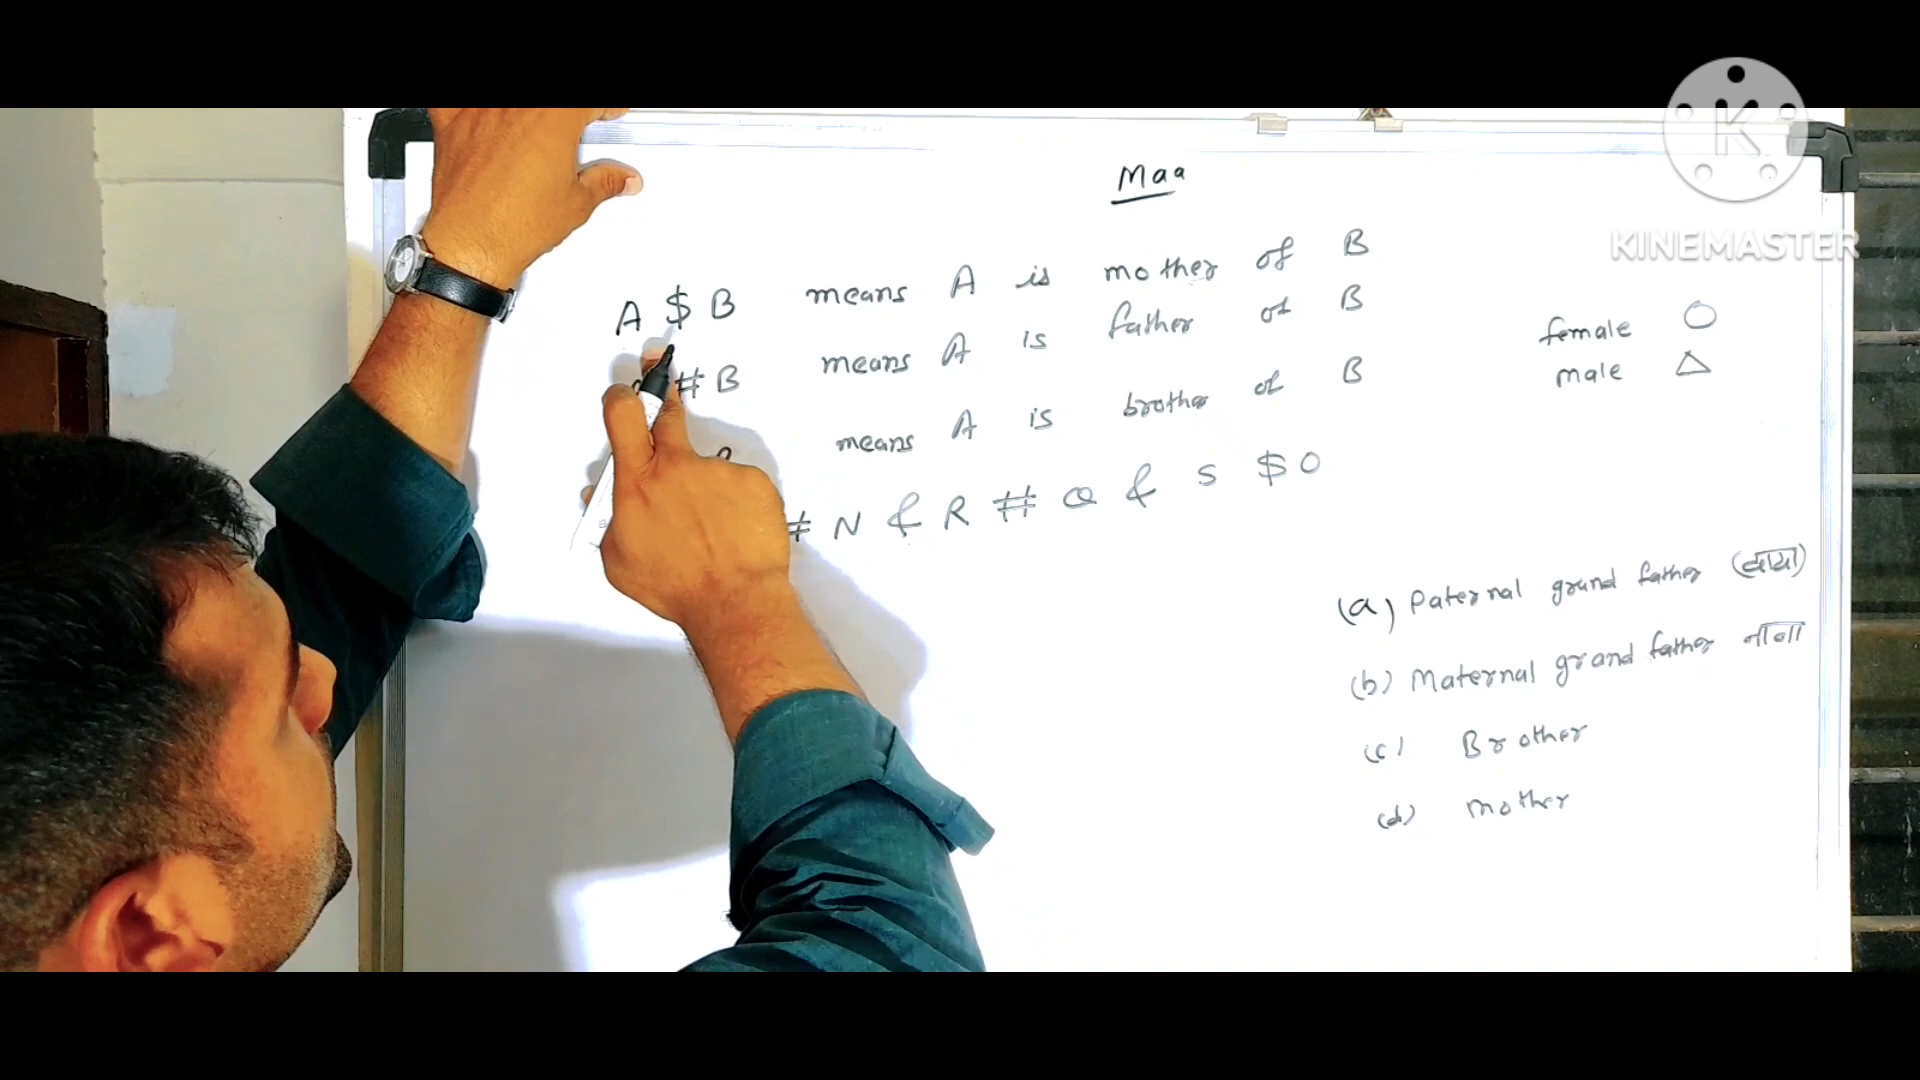 Maa
A $ B means A is mother of B
# B means A is father of B
means A is brother of B
# N & R # Q & S $ O
female ○
male △
(a) Paternal grand father (दादा)
(b) Maternal grand father नाना
(c) Brother
(d) Mother
K
KINEMASTER